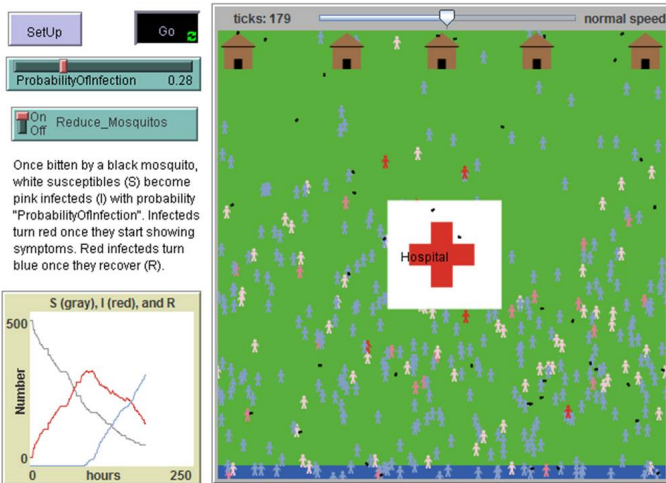 SetUp
Go
ProbabilityOfInfection 0.28
On
Off
Reduce_Mosquitos
Once bitten by a black mosquito,
white susceptibles (S) become
pink infecteds (I) with probability
"ProbabilityOfInfection". Infecteds
turn red once they start showing
symptoms. Red infecteds turn
blue once they recover (R).
S (gray), I (red), and R
500
Number
0
0 hours 250
ticks: 179 normal speed
Hospital